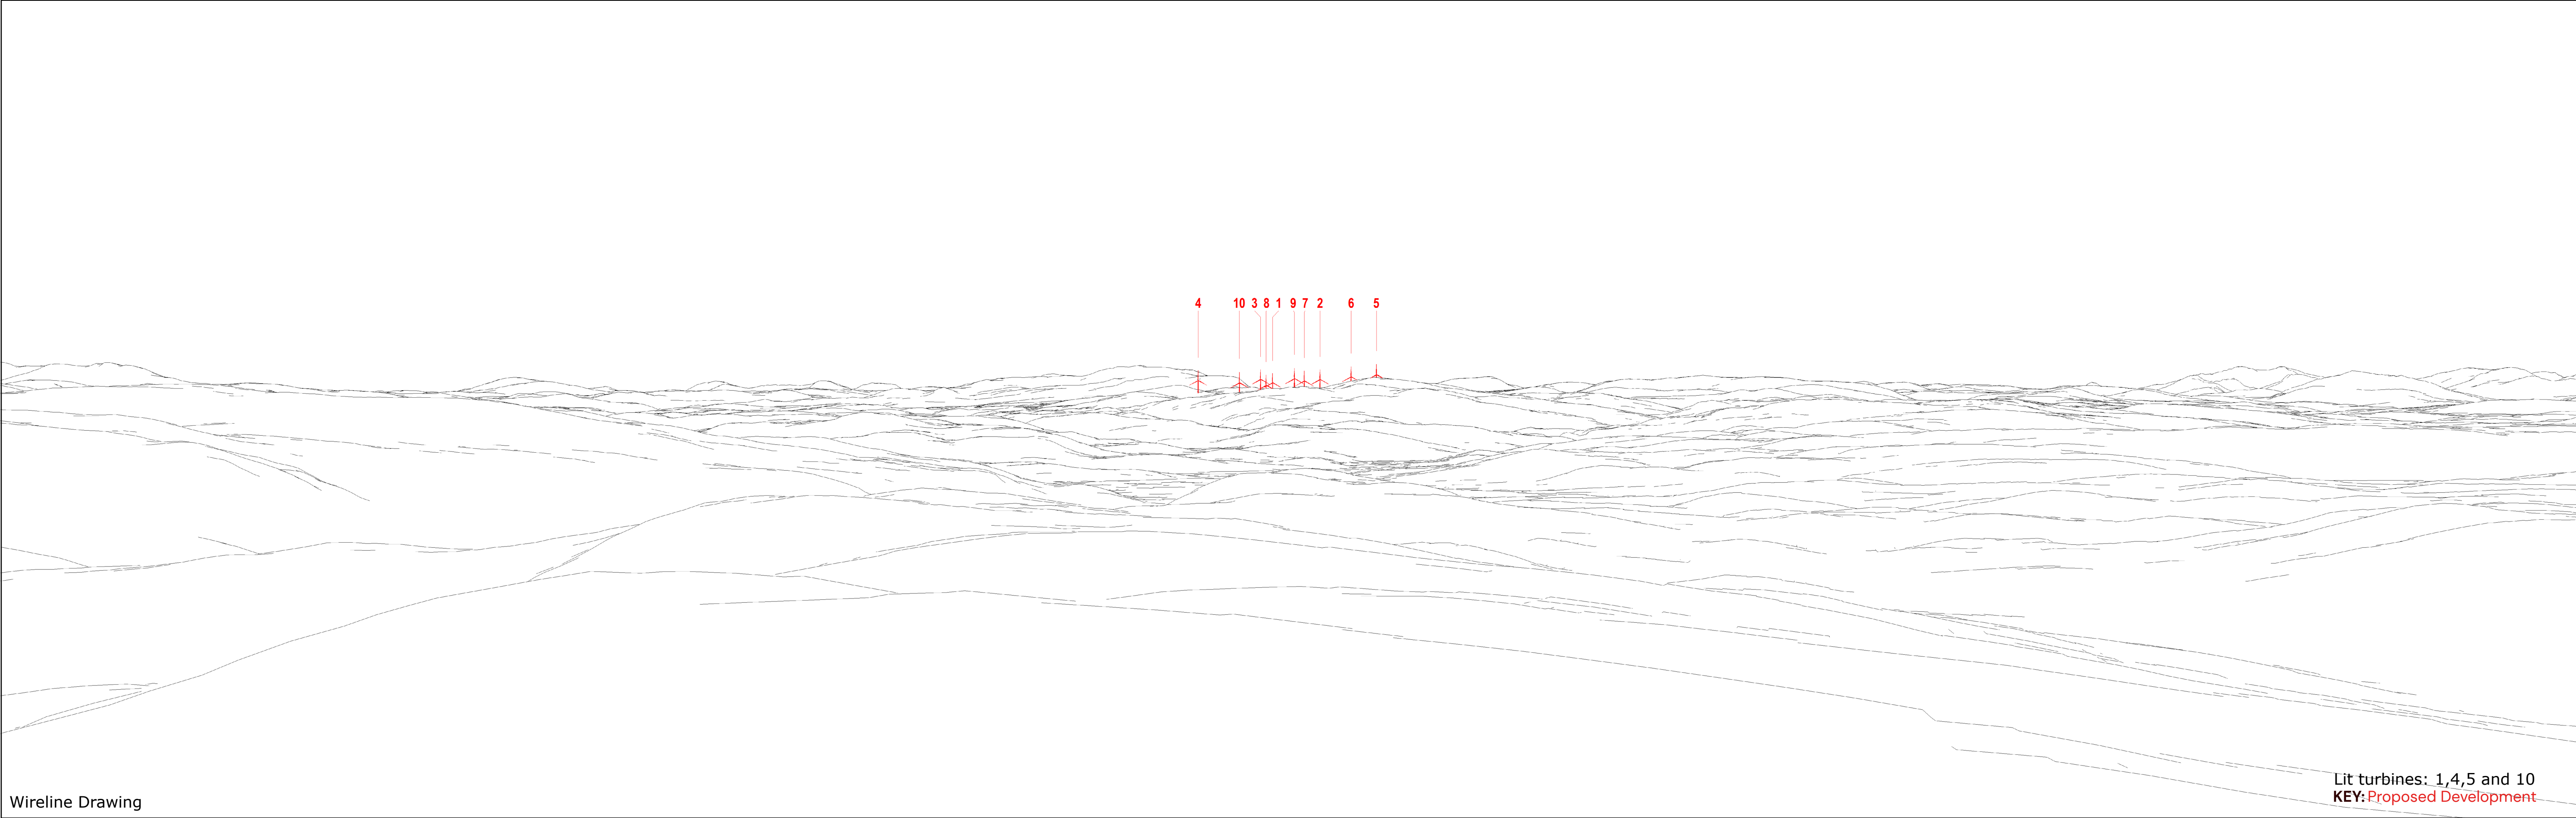 4 10 3 8 1 9 7 2 6 5
Lit turbines: 1,4,5 and 10
Wireline Drawing
KEY: Proposed Development